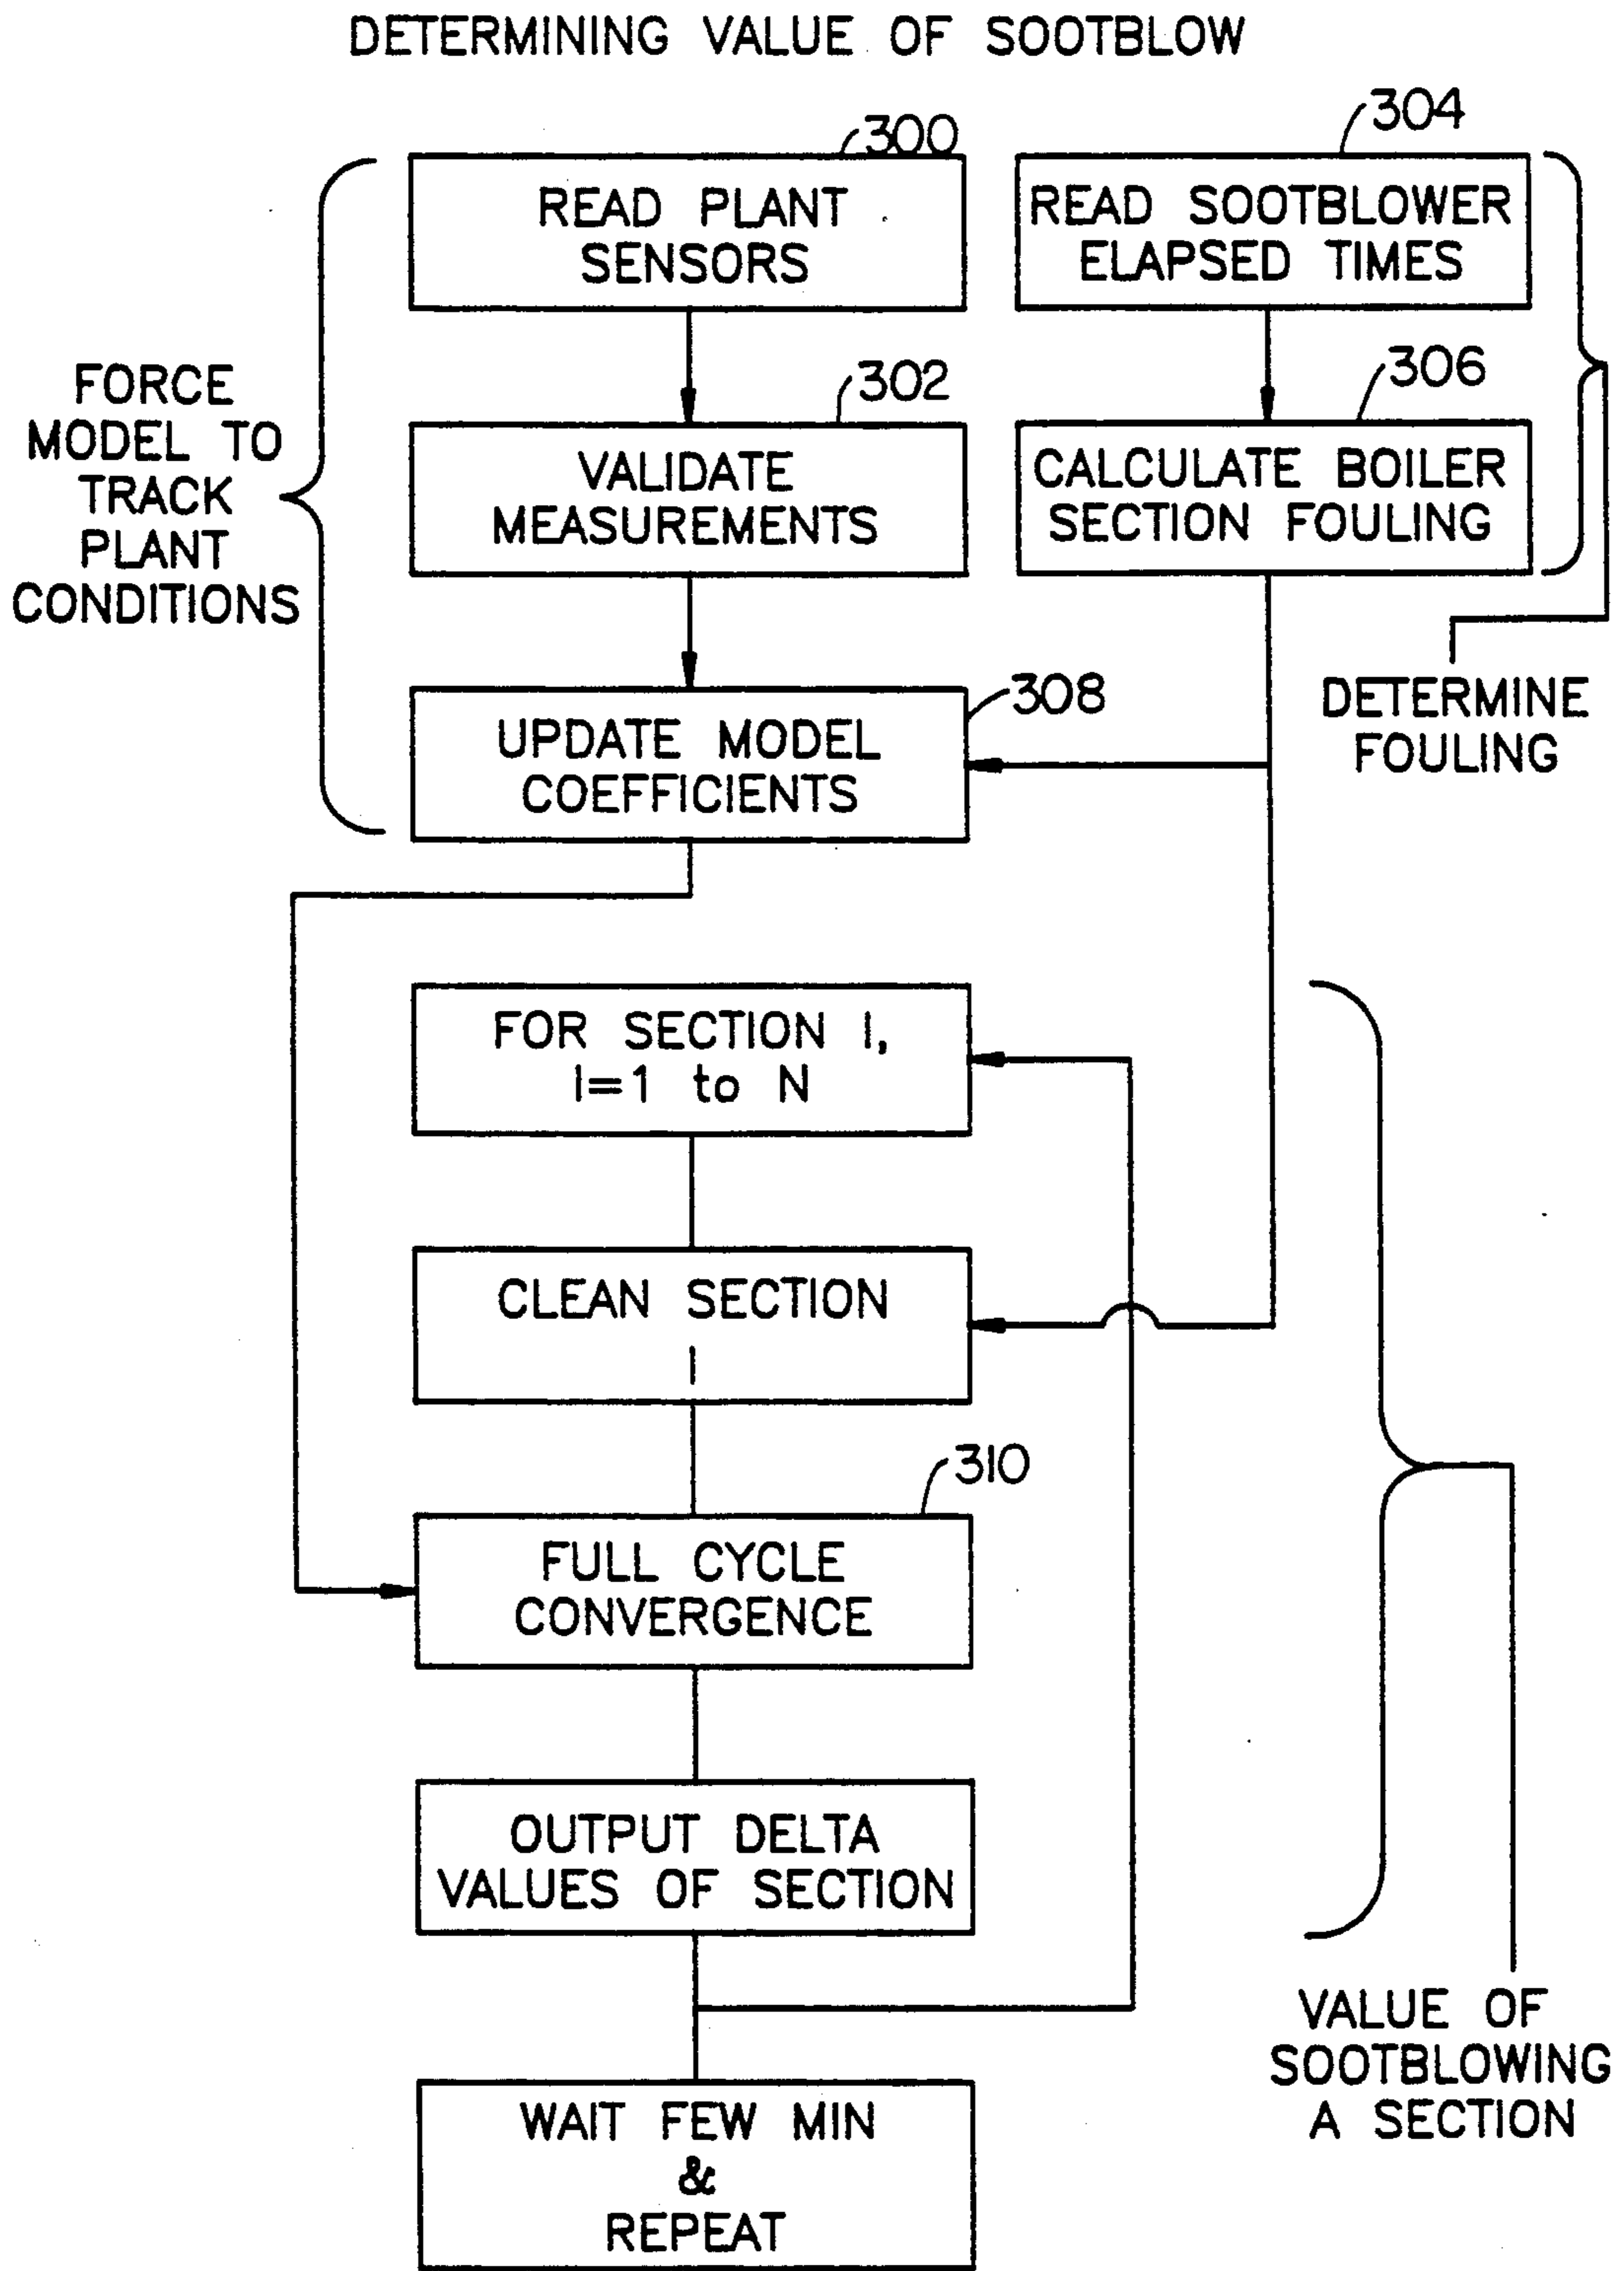 DETERMINING VALUE OF SOOTBLOW
300
READ PLANT
SENSORS
304
READ SOOTBLOWER
ELAPSED TIMES
FORCE
MODEL TO
TRACK
PLANT
CONDITIONS
302
VALIDATE
MEASUREMENTS
306
CALCULATE BOILER
SECTION FOULING
308
UPDATE MODEL
COEFFICIENTS
DETERMINE
FOULING
FOR SECTION I,
I=1 to N
CLEAN SECTION
I
310
FULL CYCLE
CONVERGENCE
OUTPUT DELTA
VALUES OF SECTION
VALUE OF
SOOTBLOWING
A SECTION
WAIT FEW MIN
&
REPEAT